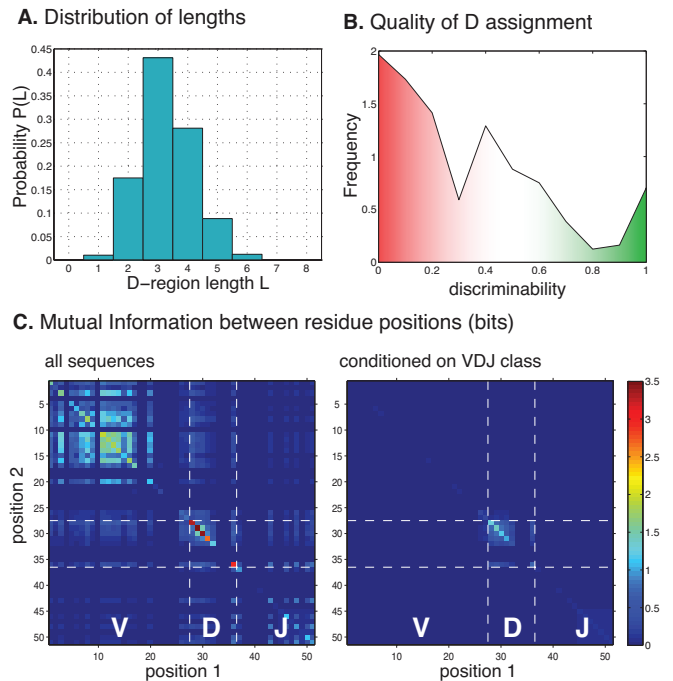 A. Distribution of lengths
0.45
0.4
0.35
0.3
0.25
0.2
0.15
0.1
0.05
0
Probability P(L)
0 1 2 3 4 5 6 7 8
D−region length L
B. Quality of D assignment
2
1.5
1
0.5
0
Frequency
0 0.2 0.4 0.6 0.8 1
discriminability
C. Mutual Information between residue positions (bits)
all sequences
5
10
15
20
25
30
35
40
45
50
position 2
V D J
10 20 30 40 50
position 1
conditioned on VDJ class
5
10
15
20
25
30
35
40
45
50
V D J
10 20 30 40 50
position 1
3.5
3
2.5
2
1.5
1
0.5
0